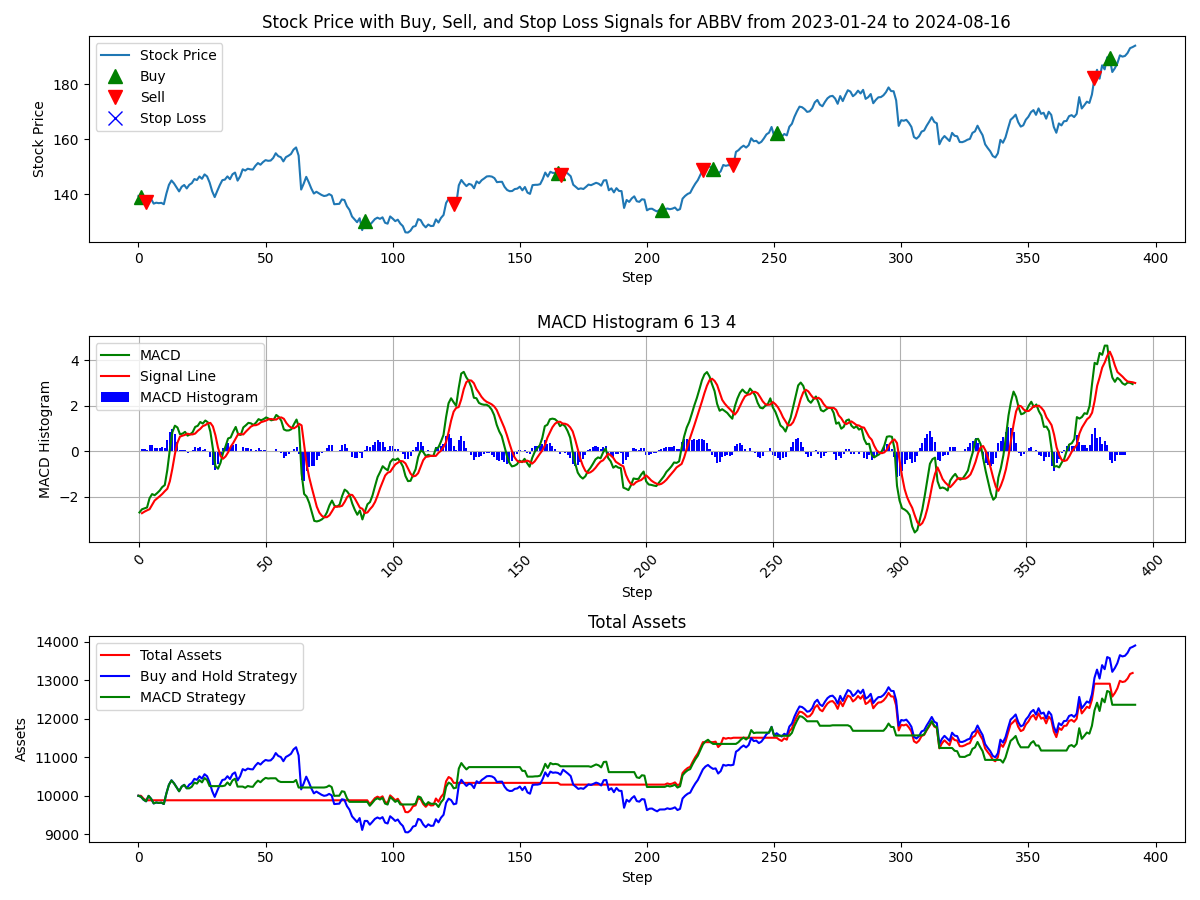 Stock Price with Buy, Sell, and Stop Loss Signals for ABBV from 2023-01-24 to 2024-08-16
Stock Price
Buy
Sell
Stop Loss
Stock Price
180
160
140
0 50 100 150 200 250 300 350 400
Step
MACD Histogram 6 13 4
MACD
Signal Line
MACD Histogram
MACD Histogram
4
2
0
−2
0 50 100 150 200 250 300 350 400
Step
Total Assets
Total Assets
Buy and Hold Strategy
MACD Strategy
Assets
14000
13000
12000
11000
10000
9000
0 50 100 150 200 250 300 350 400
Step